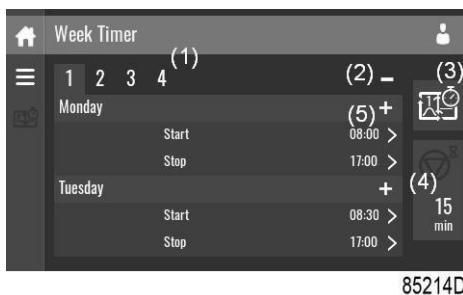 Week Timer
(1)
1 2 3 4
(2) –
(3)
Monday
(5) +
Start 08:00 >
Stop 17:00 >
Tuesday +
(4)
Start 08:30 >
15
min
Stop 17:00 >
85214D